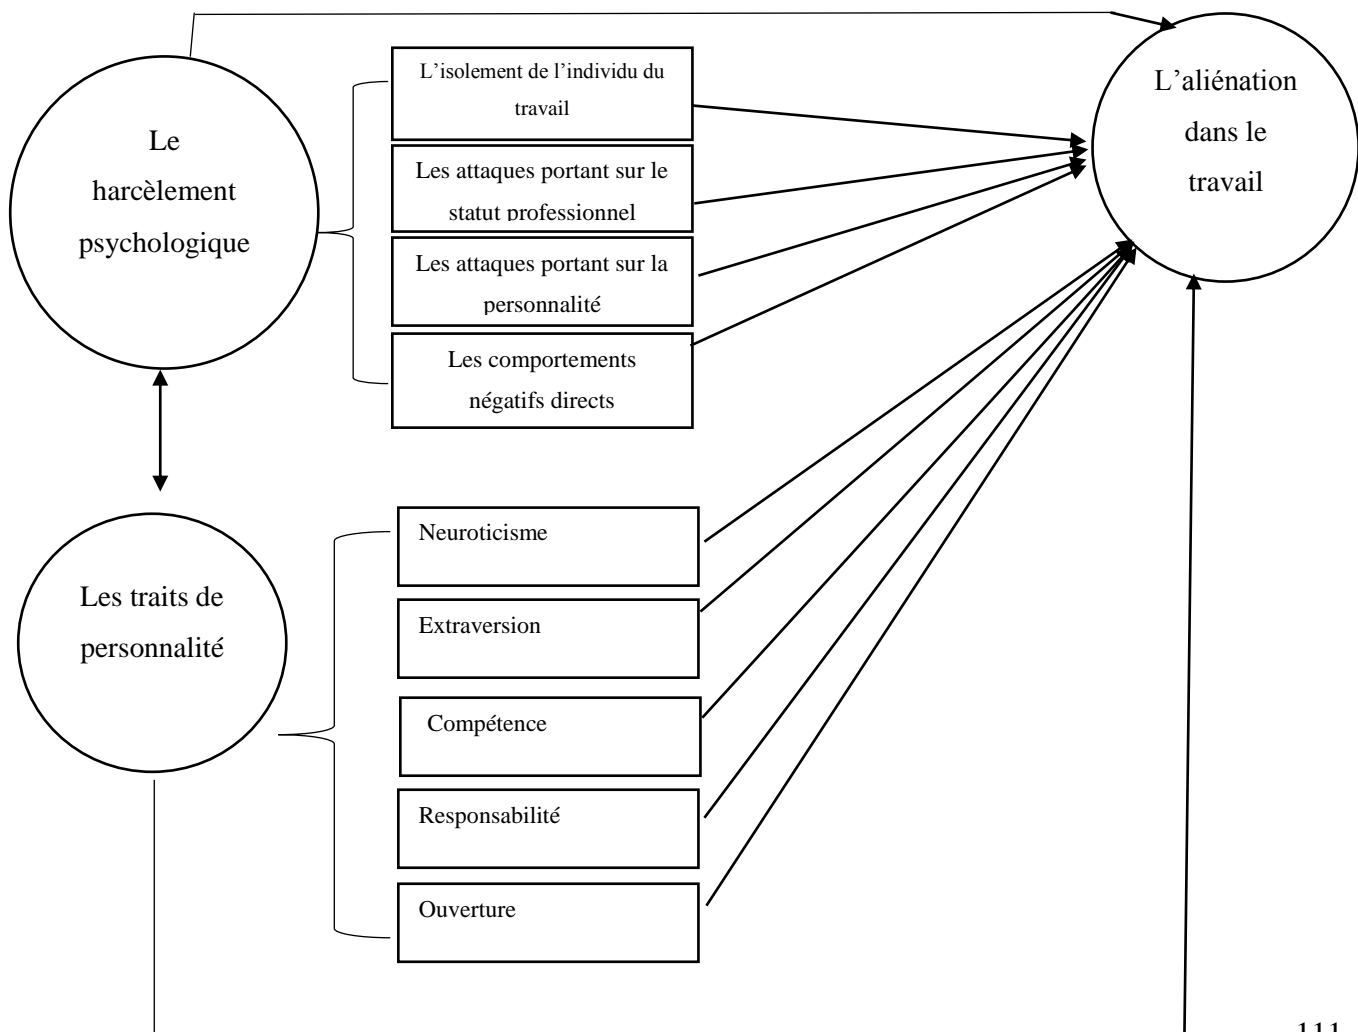 Le
harcèlement
psychologique
L’isolement de l’individu du
travail
Les attaques portant sur le
statut professionnel
Les attaques portant sur la
personnalité
Les comportements
négatifs directs
L’aliénation
dans le
travail
Les traits de
personnalité
Neuroticisme
Extraversion
Compétence
Responsabilité
Ouverture
111